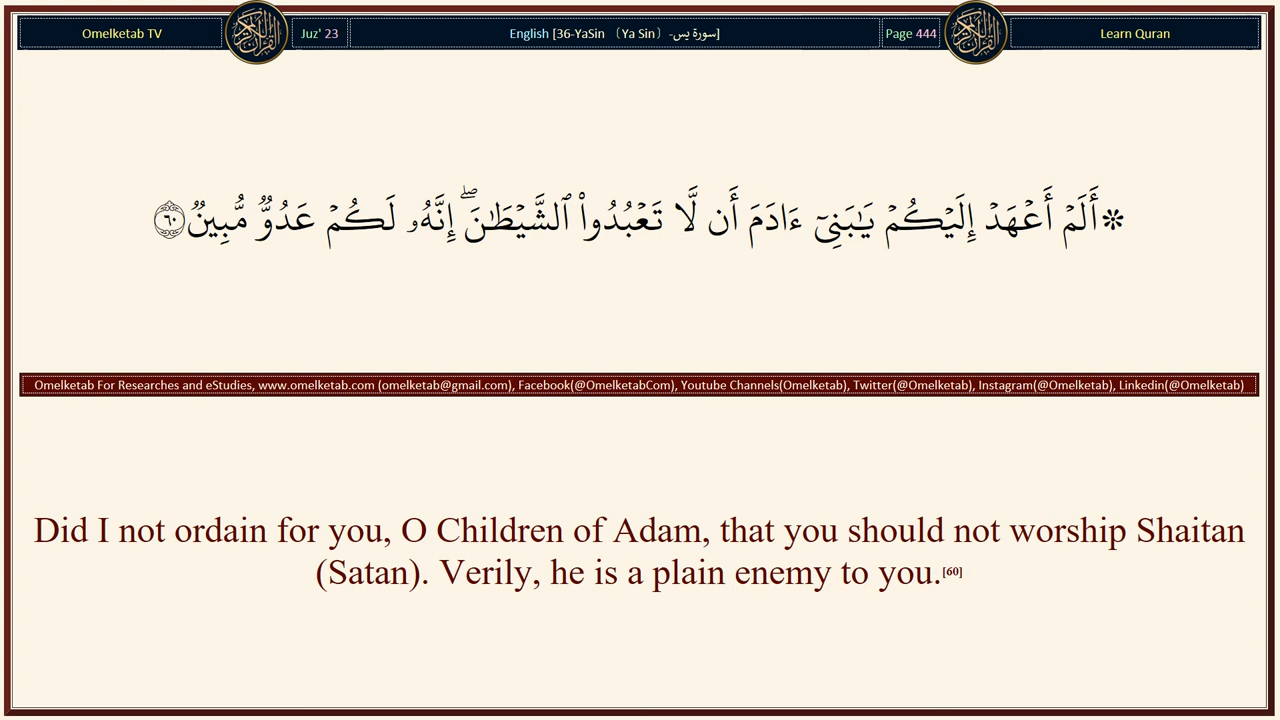 Omelketab TV
Juz' 23
English [36-YaSin （Ya Sin）-سورة يس]
Page 444
Learn Quran
۞أَلَمۡ أَعۡهَدۡ إِلَيۡكُمۡ يَٰبَنِيٓ ءَادَمَ أَن لَّا تَعۡبُدُواْ ٱلشَّيۡطَٰنَۖ إِنَّهُۥ لَكُمۡ عَدُوّٞ مُّبِينٞ ٦٠
Omelketab For Researches and eStudies, www.omelketab.com (omelketab@gmail.com), Facebook(@OmelketabCom), Youtube Channels(Omelketab), Twitter(@Omelketab), Instagram(@Omelketab), Linkedin(@Omelketab)
Did I not ordain for you, O Children of Adam, that you should not worship Shaitan
(Satan). Verily, he is a plain enemy to you.[60]